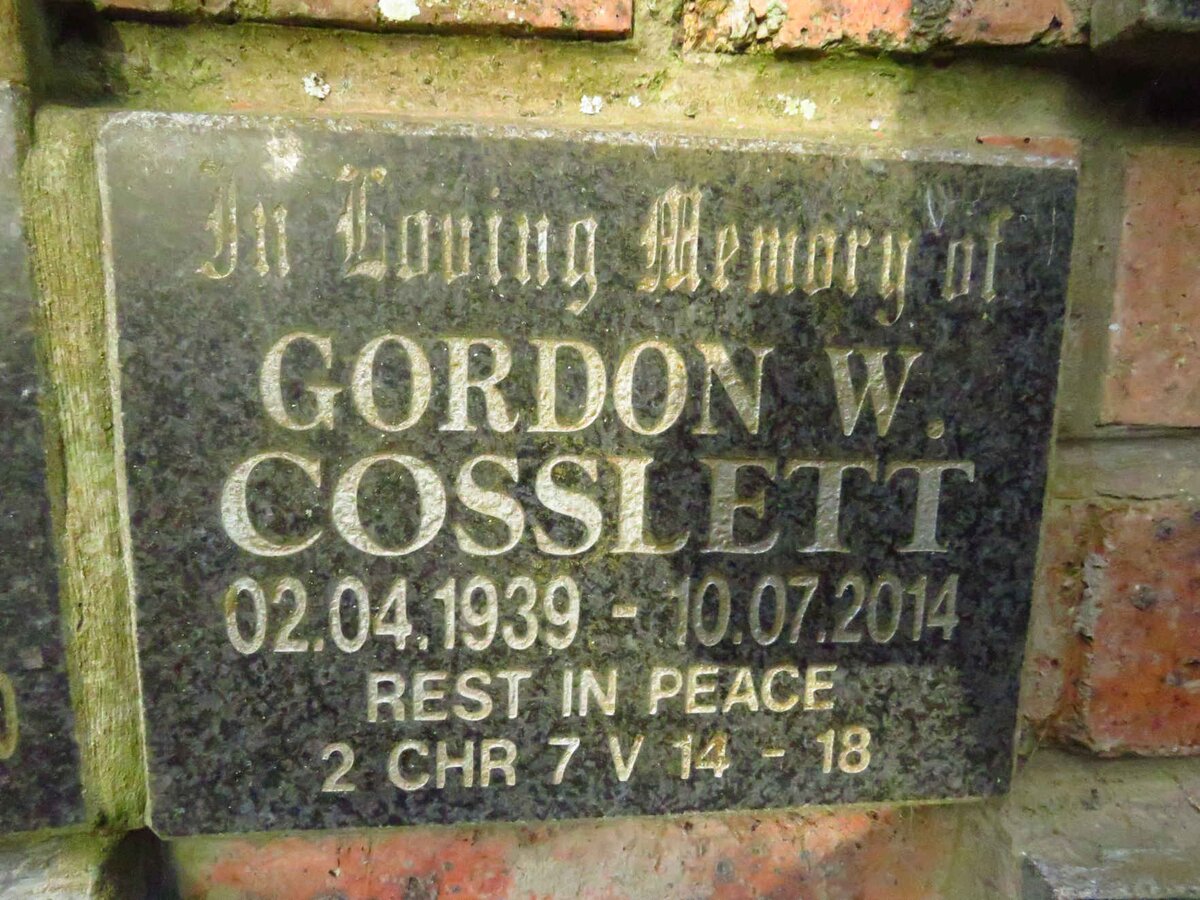 In Loving Memory of
GORDON W.
COSSLETT
02.04.1939 - 10.07.2014
REST IN PEACE
2 CHR 7 V 14 - 18